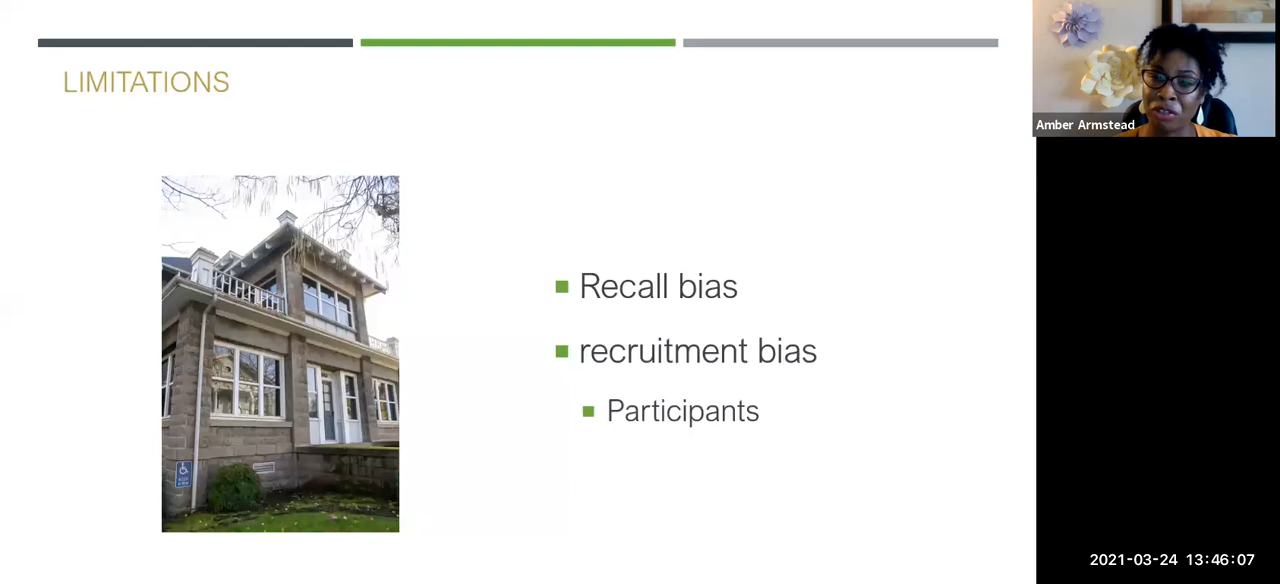 LIMITATIONS
Recall bias
recruitment bias
Participants
Amber Armstead
2021-03-24 13:46:07